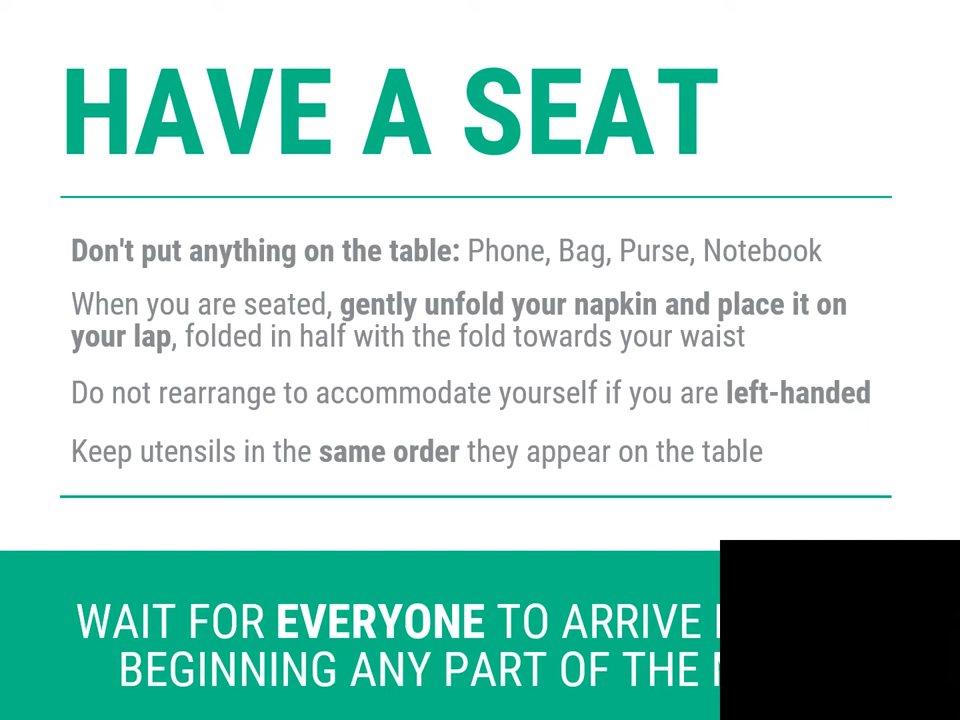 HAVE A SEAT
Don't put anything on the table: Phone, Bag, Purse, Notebook
When you are seated, gently unfold your napkin and place it on
your lap, folded in half with the fold towards your waist
Do not rearrange to accommodate yourself if you are left-handed
Keep utensils in the same order they appear on the table
WAIT FOR EVERYONE TO ARRIVE
BEGINNING ANY PART OF THE